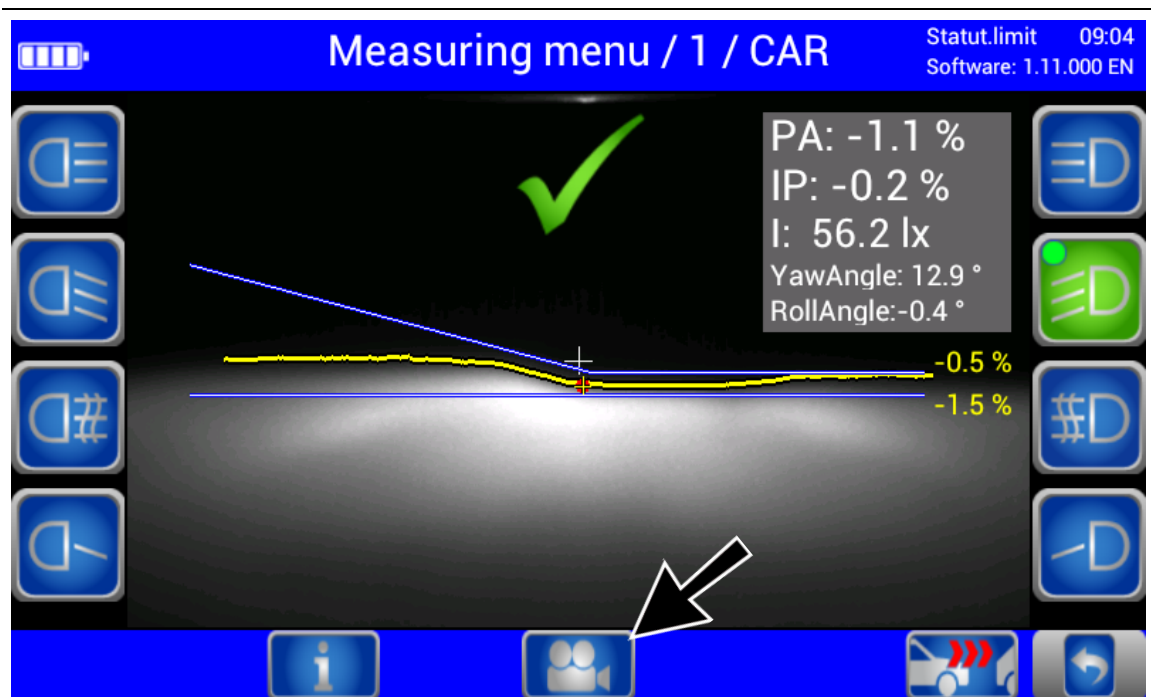 Measuring menu / 1 / CAR
Statut.limit 09:04
Software: 1.11.000 EN
PA: -1.1 %
IP: -0.2 %
I: 56.2 lx
YawAngle: 12.9 °
RollAngle:-0.4 °
-0.5 %
-1.5 %
i